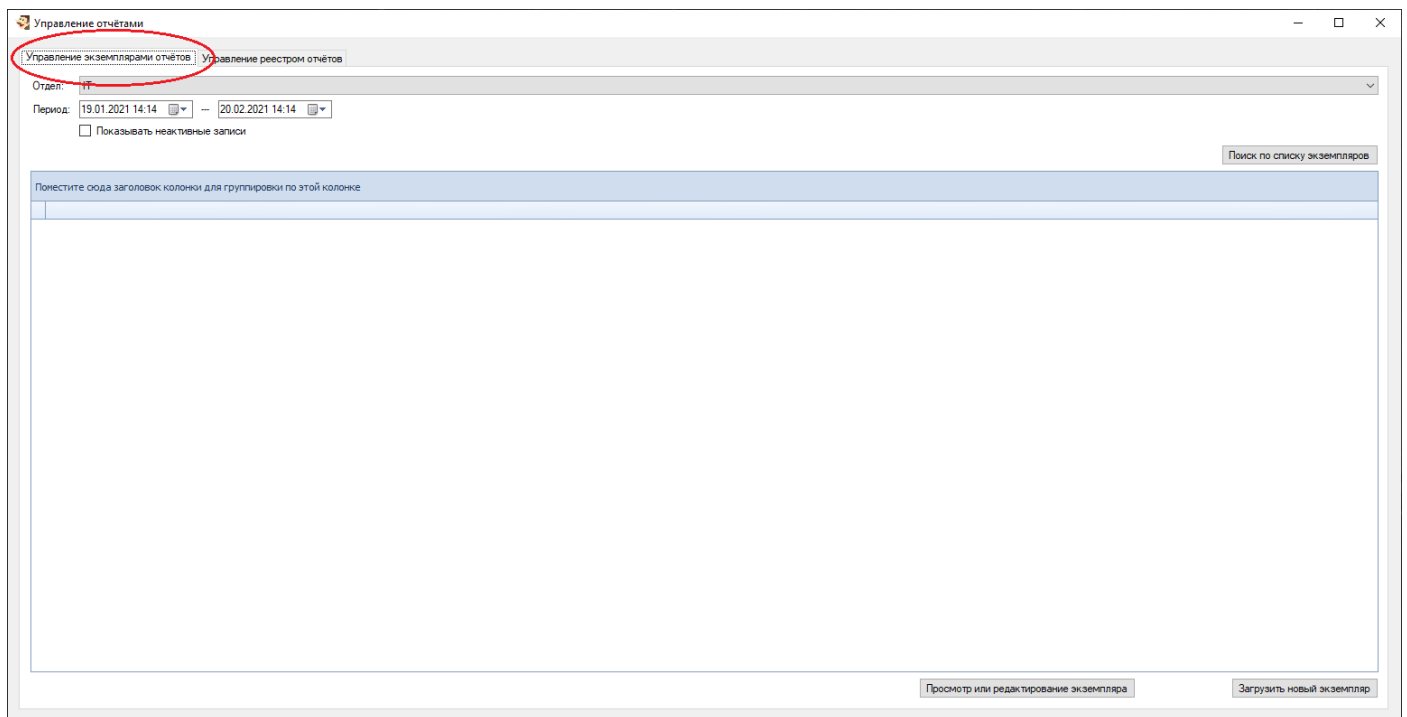 Управление отчётами
Управление экземплярами отчётов Управление реестром отчётов
Отдел: IT
Период: 19.01.2021 14:14 — 20.02.2021 14:14
Показывать неактивные записи
Поиск по списку экземпляров
Поместите сюда заголовок колонки для группировки по этой колонке
Просмотр или редактирование экземпляра Загрузить новый экземпляр